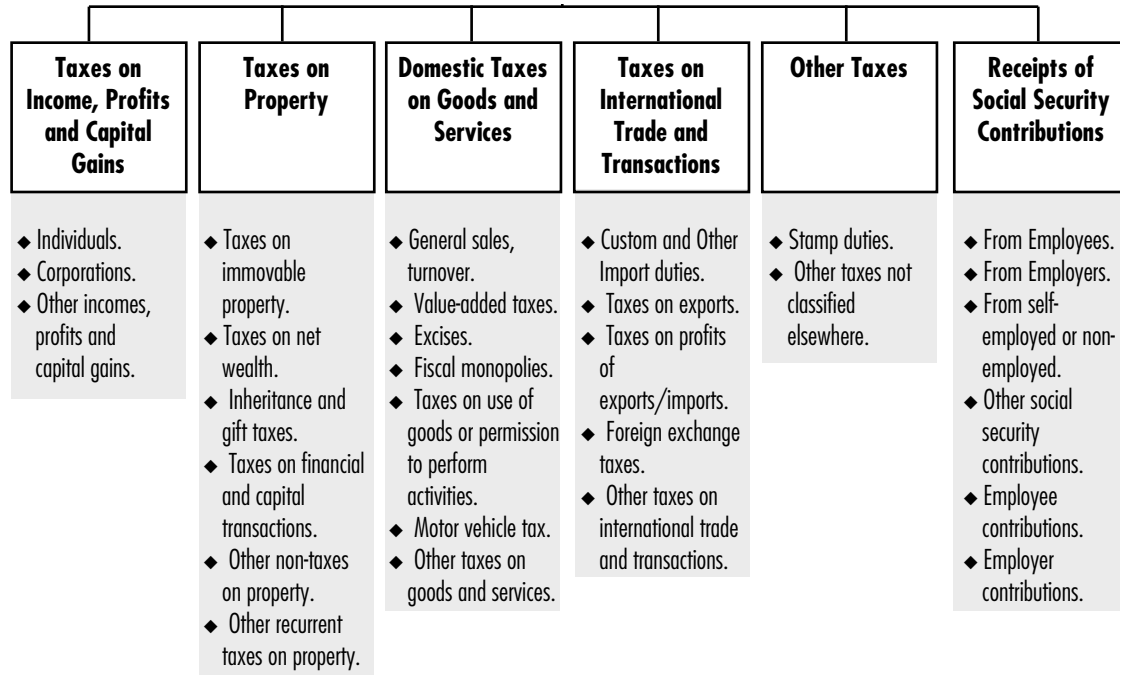 Taxes on
Income, Profits
and Capital
Gains
◆ Individuals.
◆ Corporations.
◆ Other incomes,
profits and
capital gains.
Taxes on
Property
◆ Taxes on
immovable
property.
◆ Taxes on net
wealth.
◆ Inheritance and
gift taxes.
◆ Taxes on financial
and capital
transactions.
◆ Other non-taxes
on property.
◆ Other recurrent
taxes on property.
Domestic Taxes
on Goods and
Services
◆ General sales,
turnover.
◆ Value-added taxes.
◆ Excises.
◆ Fiscal monopolies.
◆ Taxes on use of
goods or permission
to perform
activities.
◆ Motor vehicle tax.
◆ Other taxes on
goods and services.
Taxes on
International
Trade and
Transactions
◆ Custom and Other
Import duties.
◆ Taxes on exports.
◆ Taxes on profits
of
exports/imports.
◆ Foreign exchange
taxes.
◆ Other taxes on
international trade
and transactions.
Other Taxes
◆ Stamp duties.
◆ Other taxes not
classified
elsewhere.
Receipts of
Social Security
Contributions
◆ From Employees.
◆ From Employers.
◆ From self-
employed or non-
employed.
◆ Other social
security
contributions.
◆ Employee
contributions.
◆ Employer
contributions.